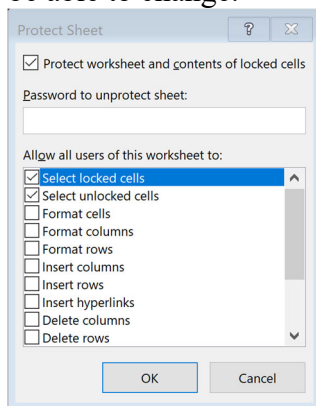 be able to change.
Protect Sheet
?
Protect worksheet and contents of locked cells
Password to unprotect sheet:
Allow all users of this worksheet to:
Select locked cells
Select unlocked cells
Format cells
Format columns
Format rows
Insert columns
Insert rows
Insert hyperlinks
Delete columns
Delete rows
OK Cancel